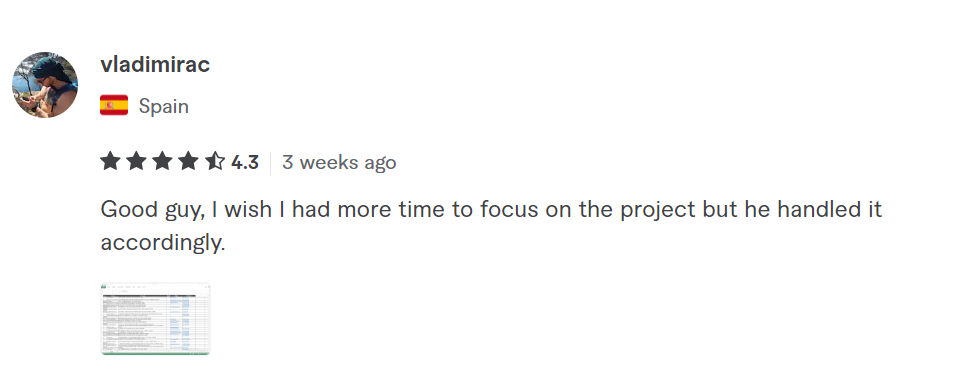 vladimirac
Spain
4.3 3 weeks ago
Good guy, I wish I had more time to focus on the project but he handled it
accordingly.